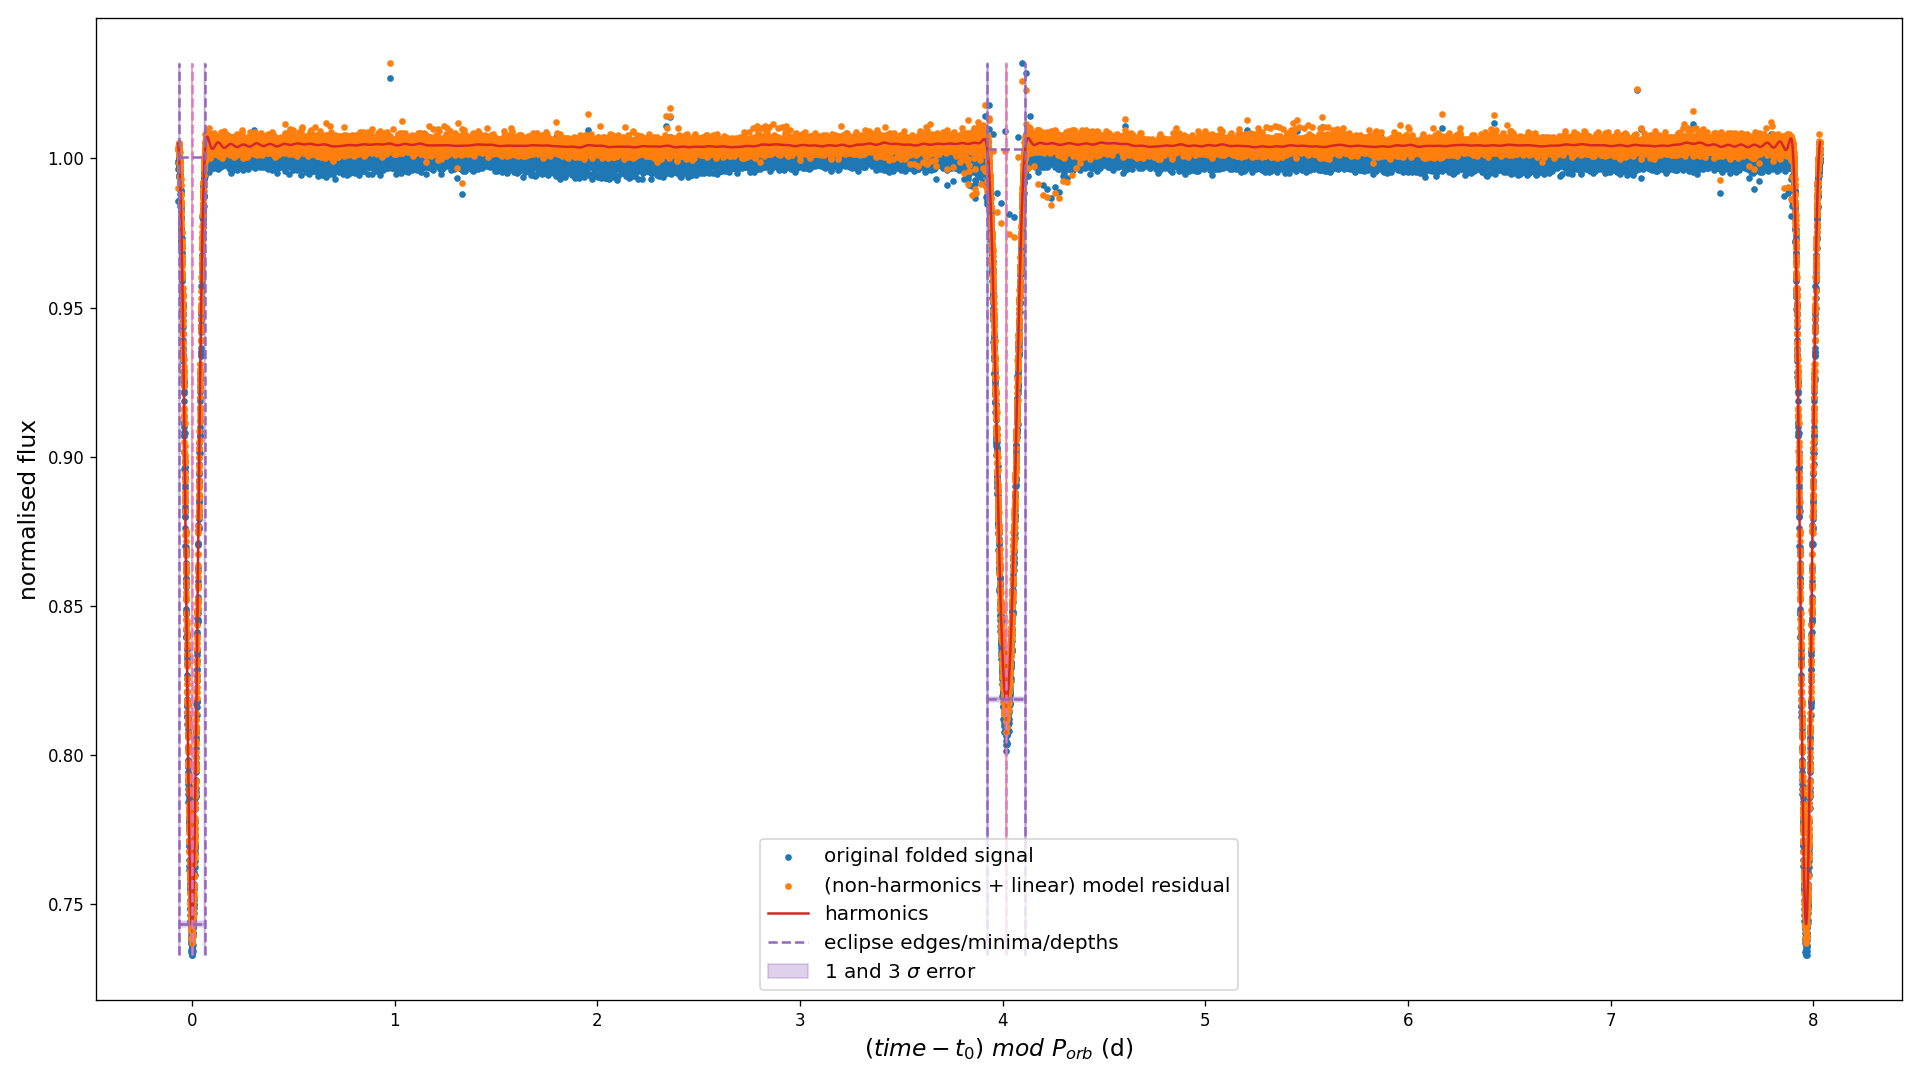 normalised flux
1.00
0.95
0.90
0.85
0.80
0.75
original folded signal
(non-harmonics + linear) model residual
harmonics
eclipse edges/minima/depths
1 and 3 σ error
0 1 2 3 4 5 6 7 8
(time − t₀) mod P_orb (d)